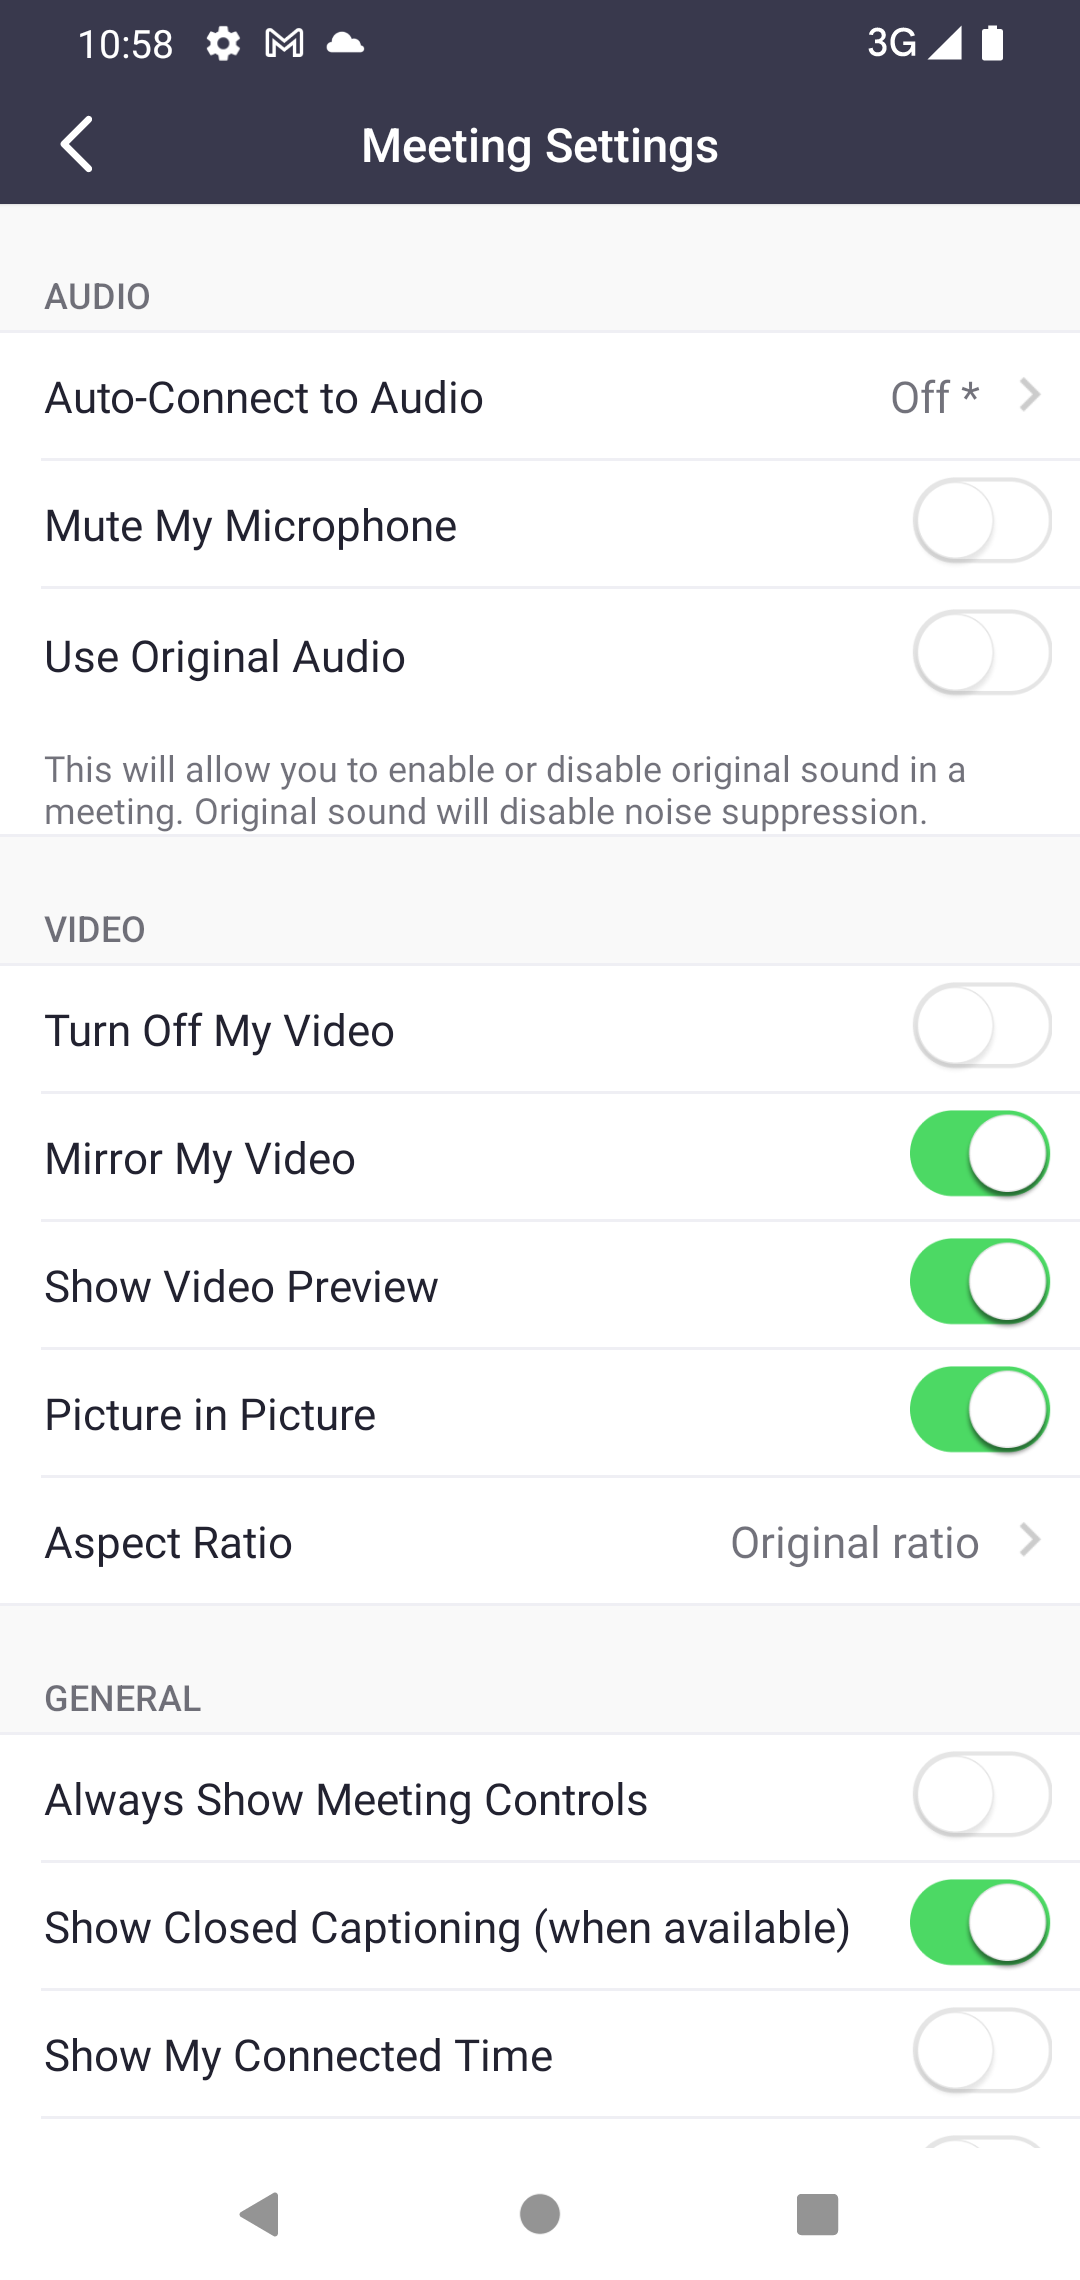 10:58
3G
Meeting Settings
AUDIO
Auto-Connect to Audio Off *
Mute My Microphone
Use Original Audio
This will allow you to enable or disable original sound in a
meeting. Original sound will disable noise suppression.
VIDEO
Turn Off My Video
Mirror My Video
Show Video Preview
Picture in Picture
Aspect Ratio Original ratio
GENERAL
Always Show Meeting Controls
Show Closed Captioning (when available)
Show My Connected Time